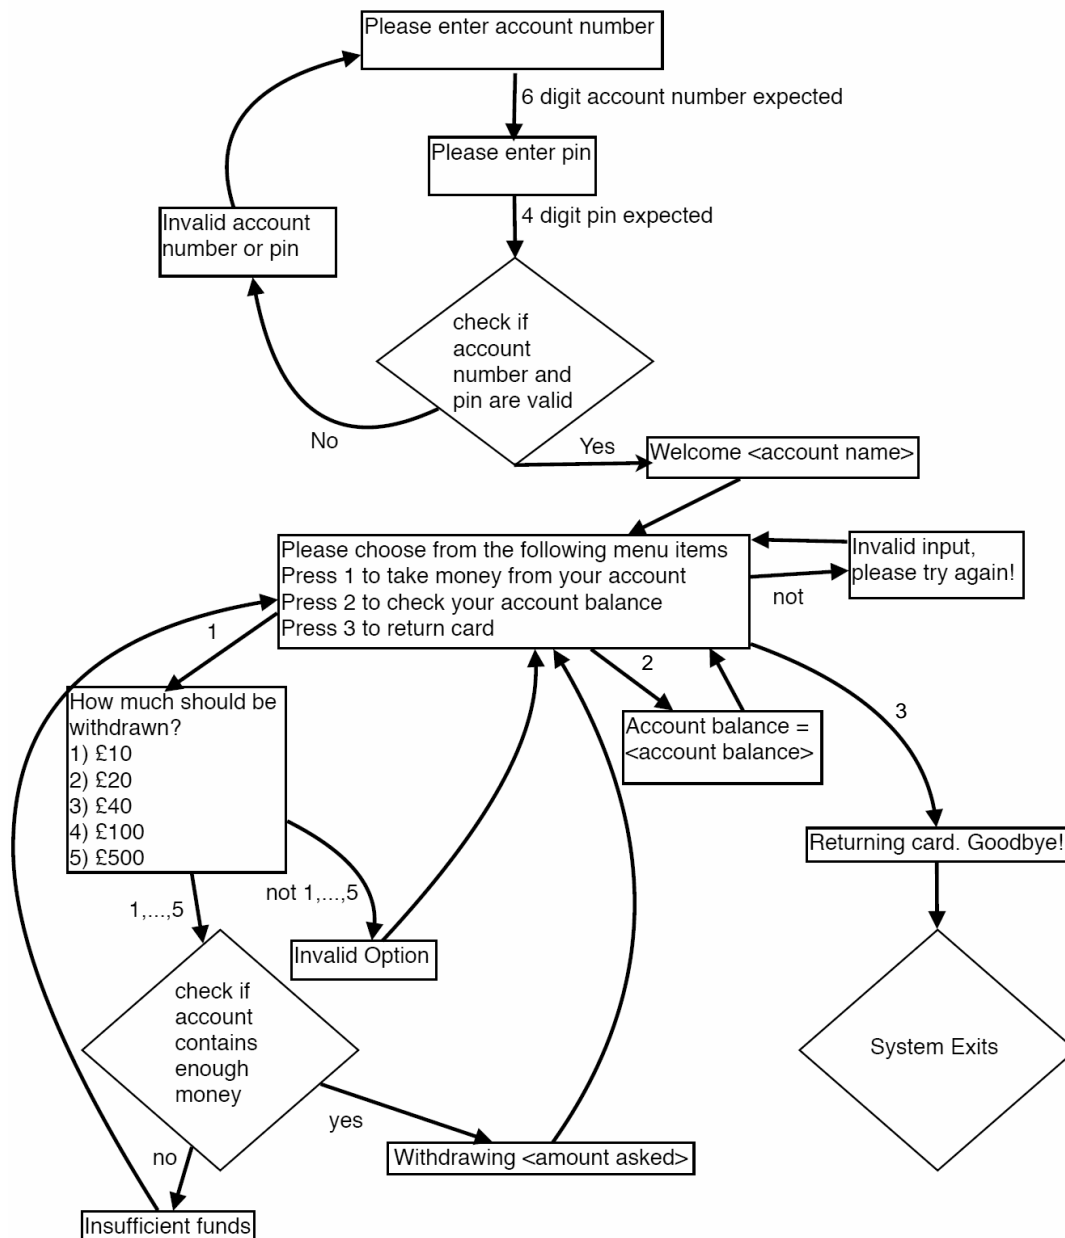 Please enter account number
6 digit account number expected
Please enter pin
4 digit pin expected
Invalid account
number or pin
check if
account
number and
pin are valid
No
Yes
Welcome <account name>
Please choose from the following menu items
Press 1 to take money from your account
Press 2 to check your account balance
Press 3 to return card
Invalid input,
please try again!
not
1
2
3
How much should be
withdrawn?
1) £10
2) £20
3) £40
4) £100
5) £500
Account balance =
<account balance>
Returning card. Goodbye!
not 1,...,5
1,...,5
Invalid Option
check if
account
contains
enough
money
System Exits
yes
no
Withdrawing <amount asked>
Insufficient funds